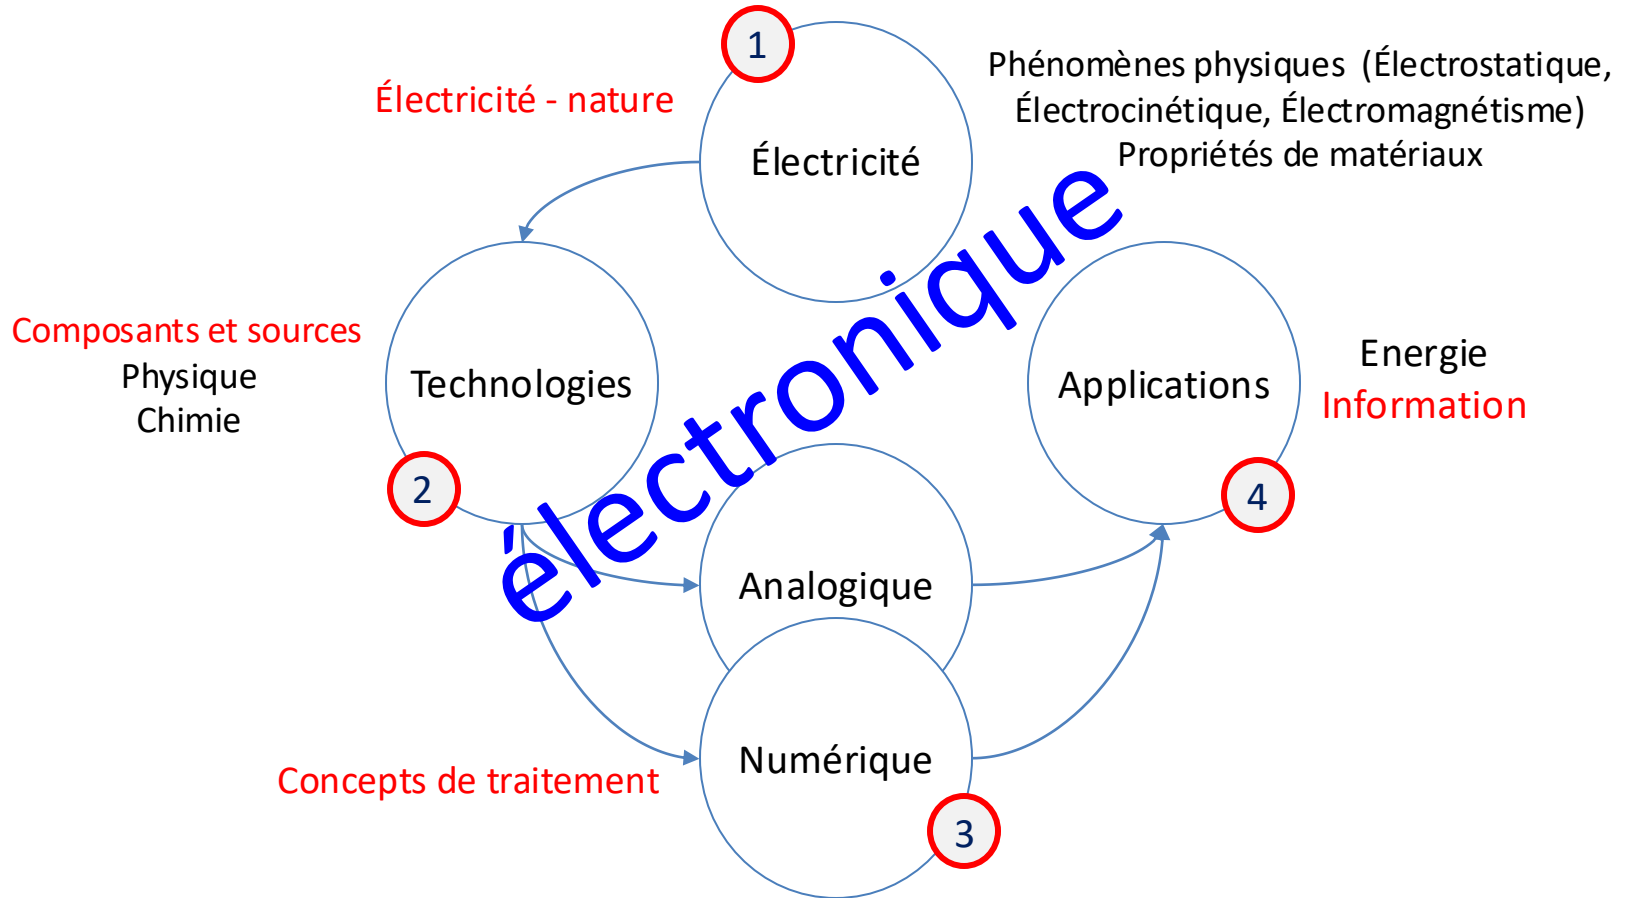 1
Électricité - nature
Phénomènes physiques (Électrostatique,
Électrocinétique, Électromagnétisme)
Propriétés de matériaux
Électricité
électronique
Composants et sources
Physique
Chimie
Technologies
2
Applications
Energie
Information
4
Analogique
Numérique
Concepts de traitement
3